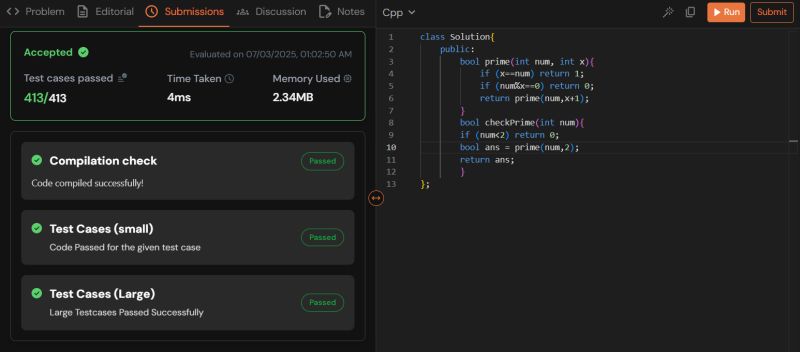 Problem Editorial Submissions Discussion Notes
Accepted
Evaluated on 07/03/2025, 01:02:50 AM
Test cases passed Time Taken Memory Used
413/413 4ms 2.34MB
Compilation check Passed
Code compiled successfully!
Test Cases (small) Passed
Code Passed for the given test case
Test Cases (Large) Passed
Large Testcases Passed Successfully
Cpp Run Submit
1 class Solution{
2 public:
3 bool prime(int num, int x){
4 if (x==num) return 1;
5 if (num%x==0) return 0;
6 return prime(num,x+1);
7 }
8 bool checkPrime(int num){
9 if (num<2) return 0;
10 bool ans = prime(num,2);
11 return ans;
12 }
13 };